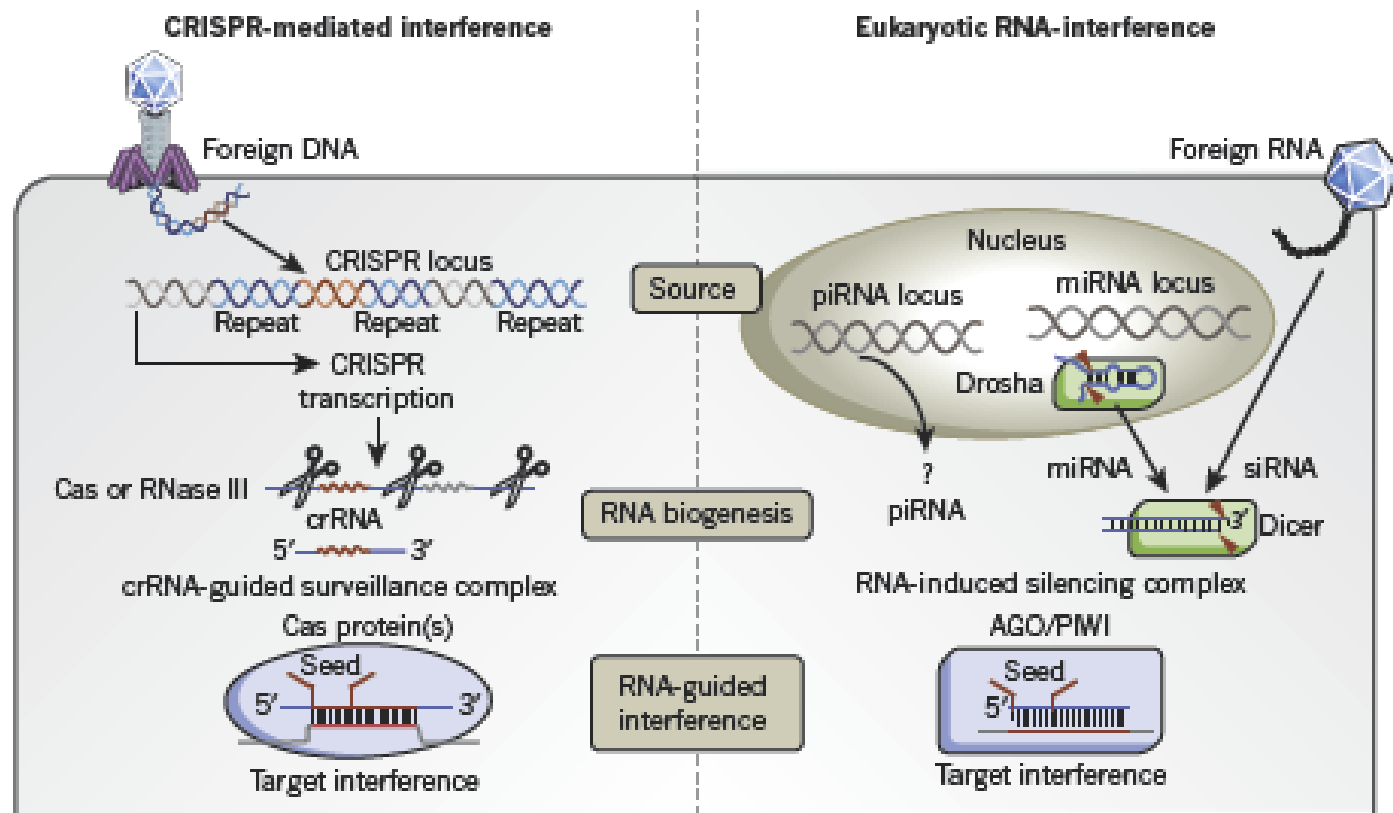 CRISPR-mediated interference
Foreign DNA
CRISPR locus
Repeat
Repeat
Repeat
CRISPR
transcription
Cas or RNase III
crRNA
5′
3′
crRNA-guided surveillance complex
Cas protein(s)
Seed
5′
3′
Target interference
Source
RNA biogenesis
RNA-guided
interference
Eukaryotic RNA-interference
Foreign RNA
Nucleus
piRNA locus
miRNA locus
Drosha
?
piRNA
miRNA
siRNA
3′
Dicer
RNA-induced silencing complex
AGO/PIWI
Seed
5′
Target interference